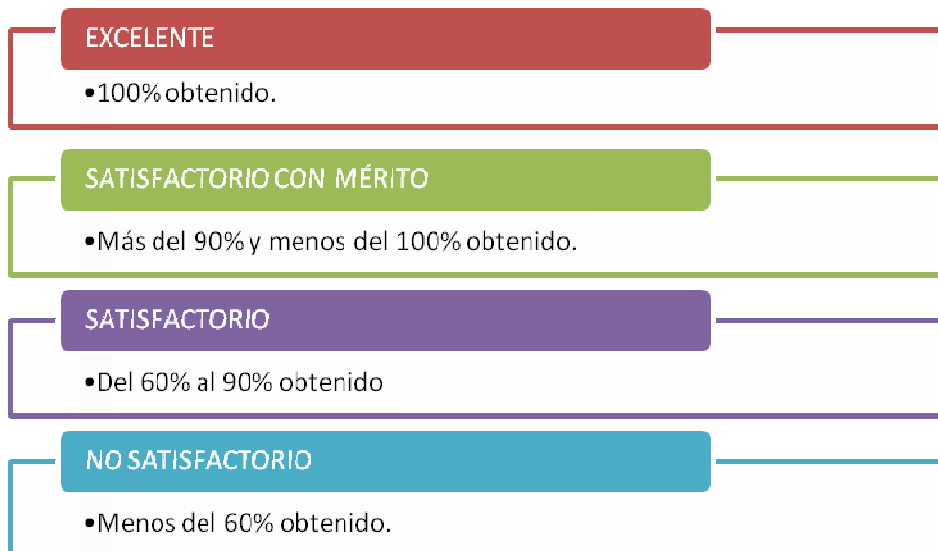 EXCELENTE
•100% obtenido.
SATISFACTORIO CON MÉRITO
•Más del 90% y menos del 100% obtenido.
SATISFACTORIO
•Del 60% al 90% obtenido
NO SATISFACTORIO
•Menos del 60% obtenido.